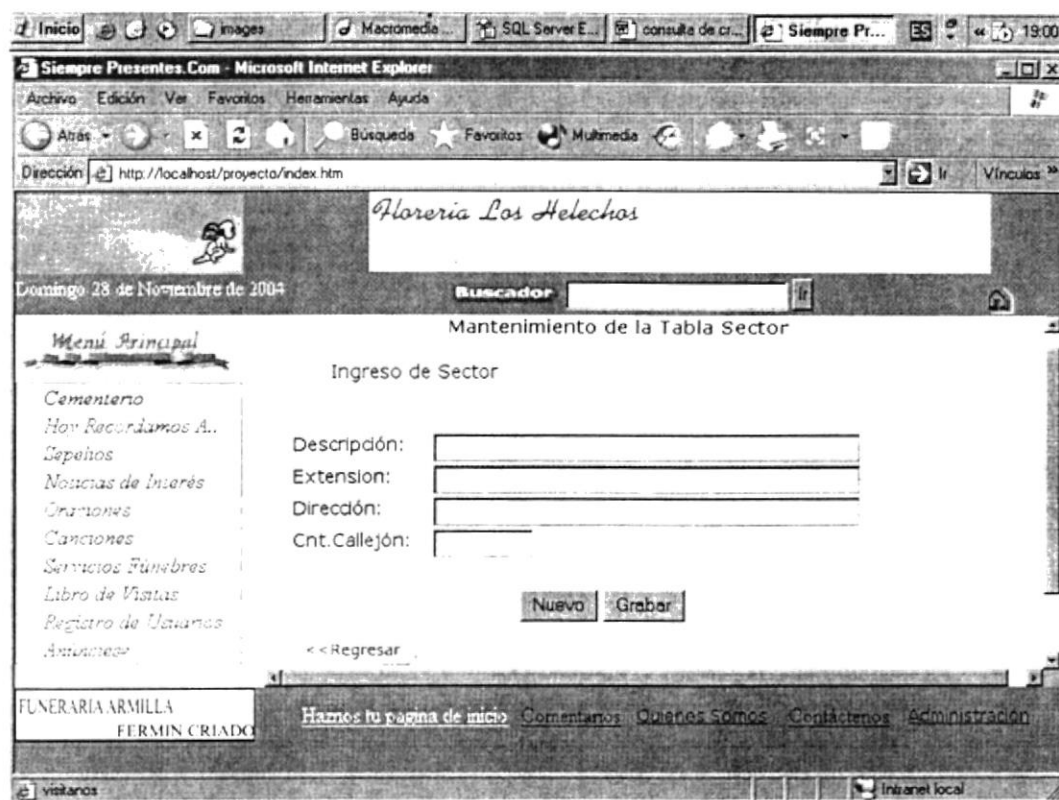 Inicio images Macromedia ... SQL Server E... consulta de cr... Siempre Pr... ES « 19:00
Siempre Presentes.Com - Microsoft Internet Explorer
Archivo Edición Ver Favoritos Herramientas Ayuda
Atrás Búsqueda Favoritos Multimedia
Dirección http://localhost/proyecto/index.htm Ir Vínculos »
Floreria Los Helechos
Domingo 28 de Noviembre de 2004
Buscador Ir
Menú Principal
Mantenimiento de la Tabla Sector
Ingreso de Sector
Cementerio
Hoy Recordamos A..
Sepelios
Noticias de Interés
Oraciones
Canciones
Servicios Fúnebres
Libro de Visitas
Registro de Usuarios
Anúnciese
Descripción:
Extension:
Dirección:
Cnt.Callejón:
Nuevo Grabar
<<Regresar
FUNERARIA ARMILLA
FERMIN CRIADO
Haznos tu pagina de inicio Comentarios Quienes Somos Contáctenos Administración
visitanos Intranet local